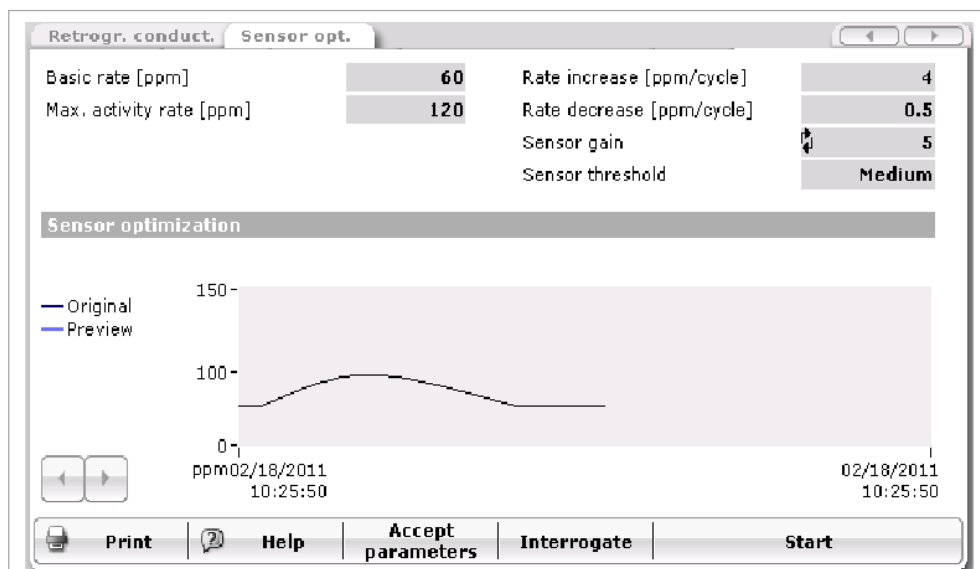 Retrogr. conduct. Sensor opt.
Basic rate [ppm] 60 Rate increase [ppm/cycle] 4
Max. activity rate [ppm] 120 Rate decrease [ppm/cycle] 0.5
Sensor gain 5
Sensor threshold Medium
Sensor optimization
Original
Preview
150
100
0
ppm 02/18/2011 10:25:50
02/18/2011 10:25:50
Print Help Accept parameters Interrogate Start